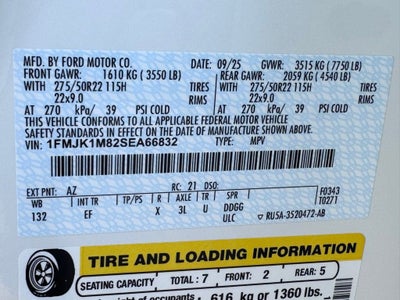 MFD. BY FORD MOTOR CO. DATE: 09/25 GVWR: 3515 KG (7750 LB)
FRONT GAWR: 1610 KG (3550 LB) REAR GAWR: 2059 KG (4540 LB)
WITH 275/50R22 115H TIRES WITH 275/50R22 115H TIRES
22x9.0 RIMS 22x9.0 RIMS
AT 270 kPa/ 39 PSI COLD AT 270 kPa/ 39 PSI COLD
THIS VEHICLE CONFORMS TO ALL APPLICABLE FEDERAL MOTOR VEHICLE
SAFETY STANDARDS IN EFFECT ON THE DATE OF MANUFACTURE SHOWN ABOVE.
VIN: 1FMJK1M82SEA66832 TYPE: MPV
EXT PNT: AZ RC: 21 DSO: F0343
WB INT TR TP/PS R AXLE TR SPR T0271
132 EF X 3L U DDGG
ULC RU5A-3520472-AB
TIRE AND LOADING INFORMATION
SEATING CAPACITY TOTAL: 7 FRONT: 2 REAR: 5
weight of occupants 616 kg or 1360 lbs.